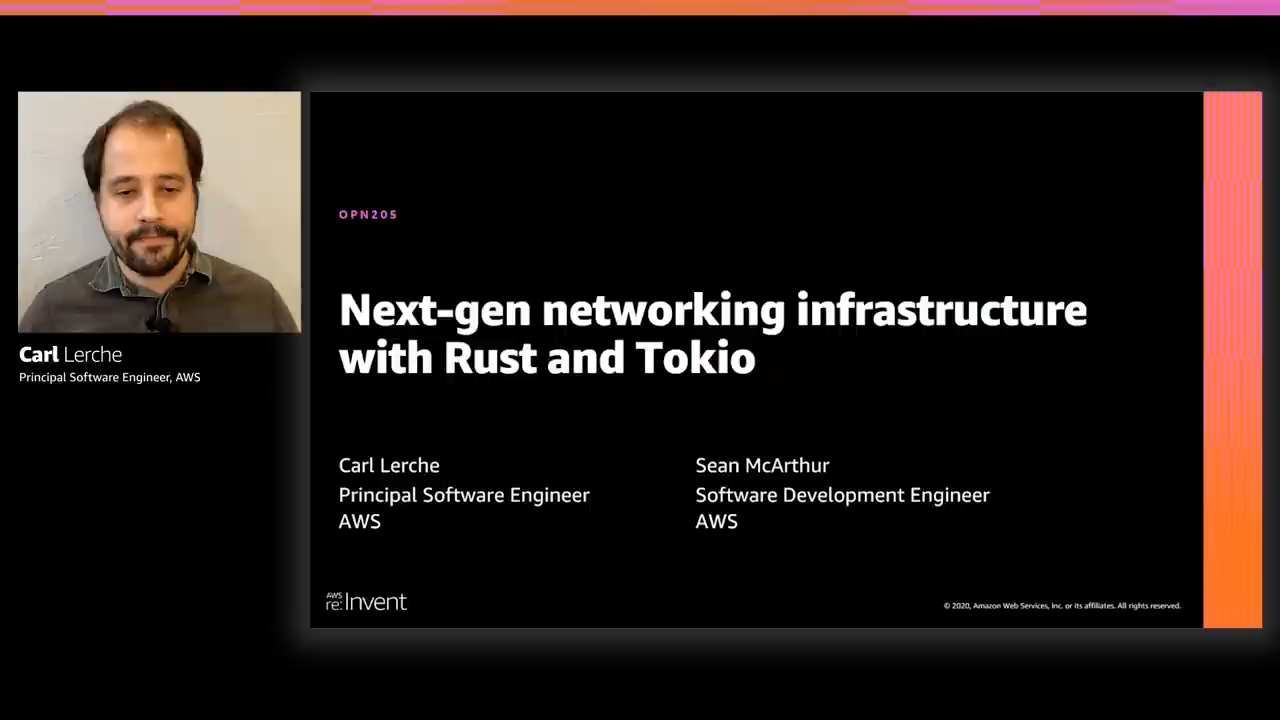 Carl Lerche
Principal Software Engineer, AWS
OPN205
Next-gen networking infrastructure
with Rust and Tokio
Carl Lerche
Principal Software Engineer
AWS
Sean McArthur
Software Development Engineer
AWS
AWS
re:Invent
© 2020, Amazon Web Services, Inc. or its affiliates. All rights reserved.